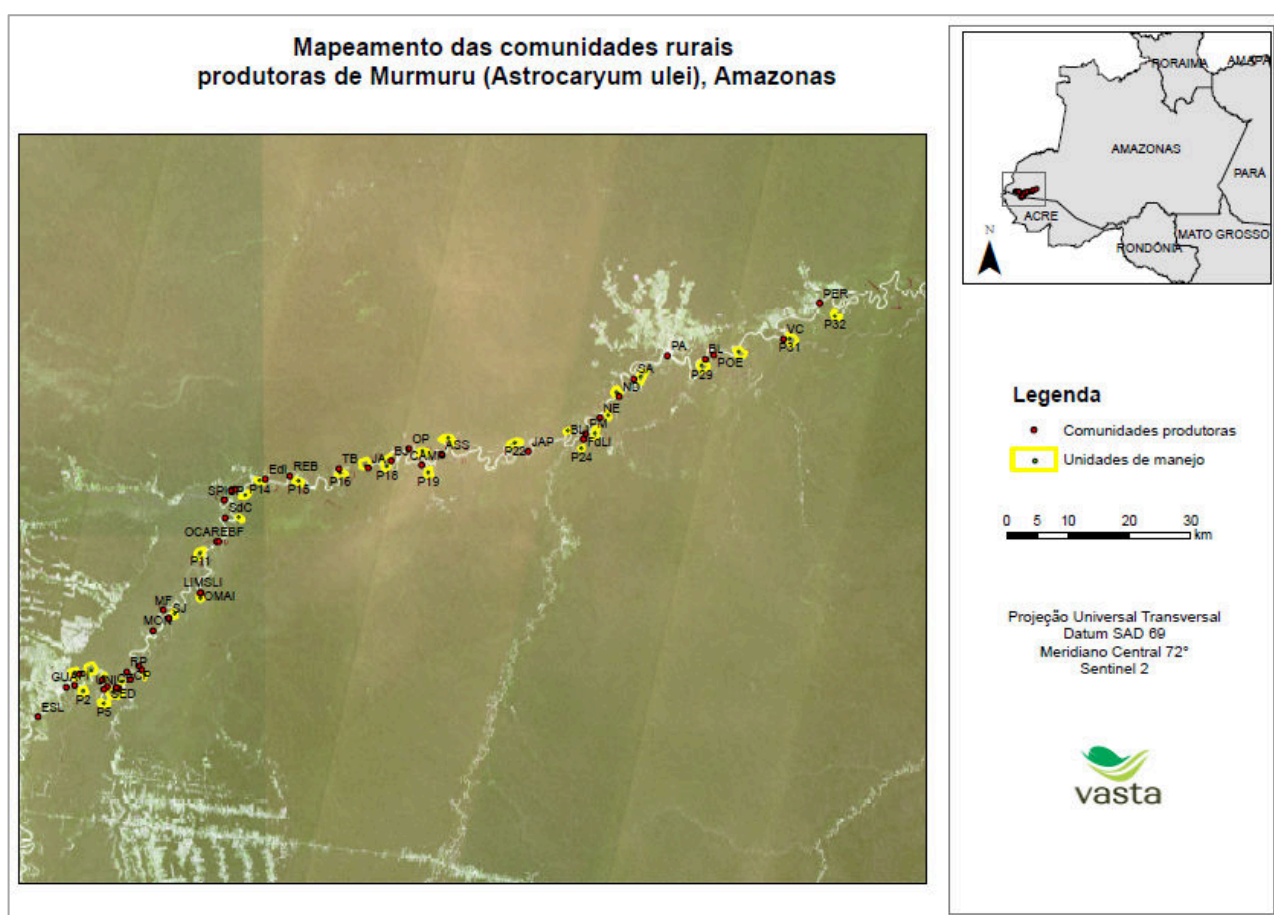 Mapeamento das comunidades rurais
produtoras de Murmuru (Astrocaryum ulei), Amazonas
RORAIMA
AMAPÁ
AMAZONAS
PARÁ
ACRE
MATO GROSSO
RONDÔNIA
N
PER
P32
VC
P31
PA
BL
POE
P29
SA
ND
NE
PM
BLI
FdLI
P24
OP
ASS
P22
JAP
BJ
CAMP
JA
P18
P19
TB
P16
EdI
REB
P14
P15
SdC
OCAREBF
P11
LIMSLI
OMAI
MF
SJ
MON
RP
GUAPI
P2
SED
P5
ESL
Legenda
Comunidades produtoras
Unidades de manejo
0 5 10 20 30
km
Projeção Universal Transversal
Datum SAD 69
Meridiano Central 72°
Sentinel 2
vasta